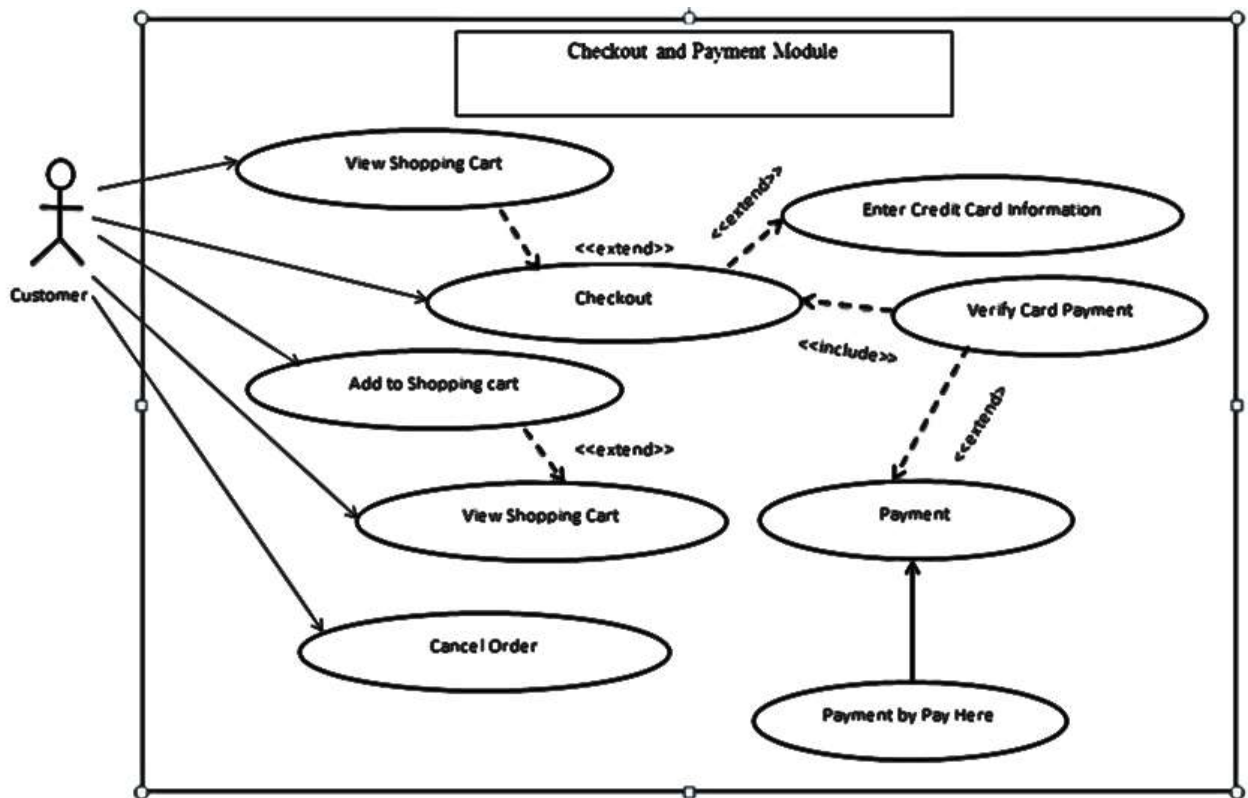 Checkout and Payment Module
View Shopping Cart
<<extend>>
Enter Credit Card Information
<<extend>>
Customer
Checkout
Verify Card Payment
<<include>>
Add to Shopping cart
<<extend>>
<<extend>
View Shopping Cart
Payment
Cancel Order
Payment by Pay Here